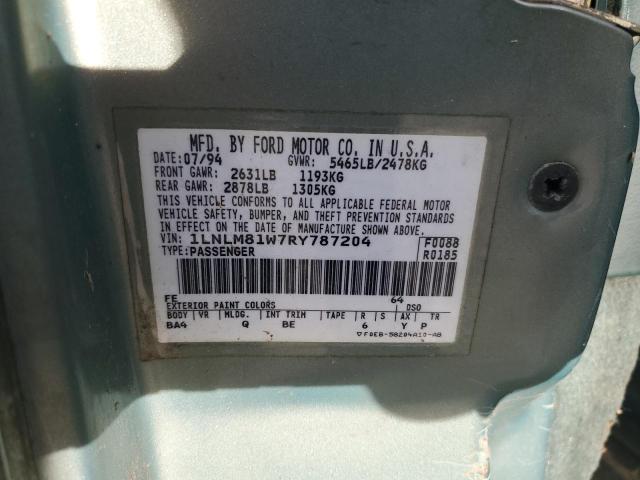 MFD. BY FORD MOTOR CO. IN U.S.A.
DATE: 07/94 GVWR: 5465LB/2478KG
FRONT GAWR: 2631LB 1193KG
REAR GAWR: 2878LB 1305KG
THIS VEHICLE CONFORMS TO ALL APPLICABLE FEDERAL MOTOR
VEHICLE SAFETY, BUMPER, AND THEFT PREVENTION STANDARDS
IN EFFECT ON THE DATE OF MANUFACTURE SHOWN ABOVE.
VIN: 1LNLM81W7RY787204 F0088
TYPE: PASSENGER R0185
FE 64
EXTERIOR PAINT COLORS DSO
BODY VR MLDG. INT TRIM TAPE R S AX TR
BA4 Q BE 6 Y P
▽F0EB-58204A10-AB